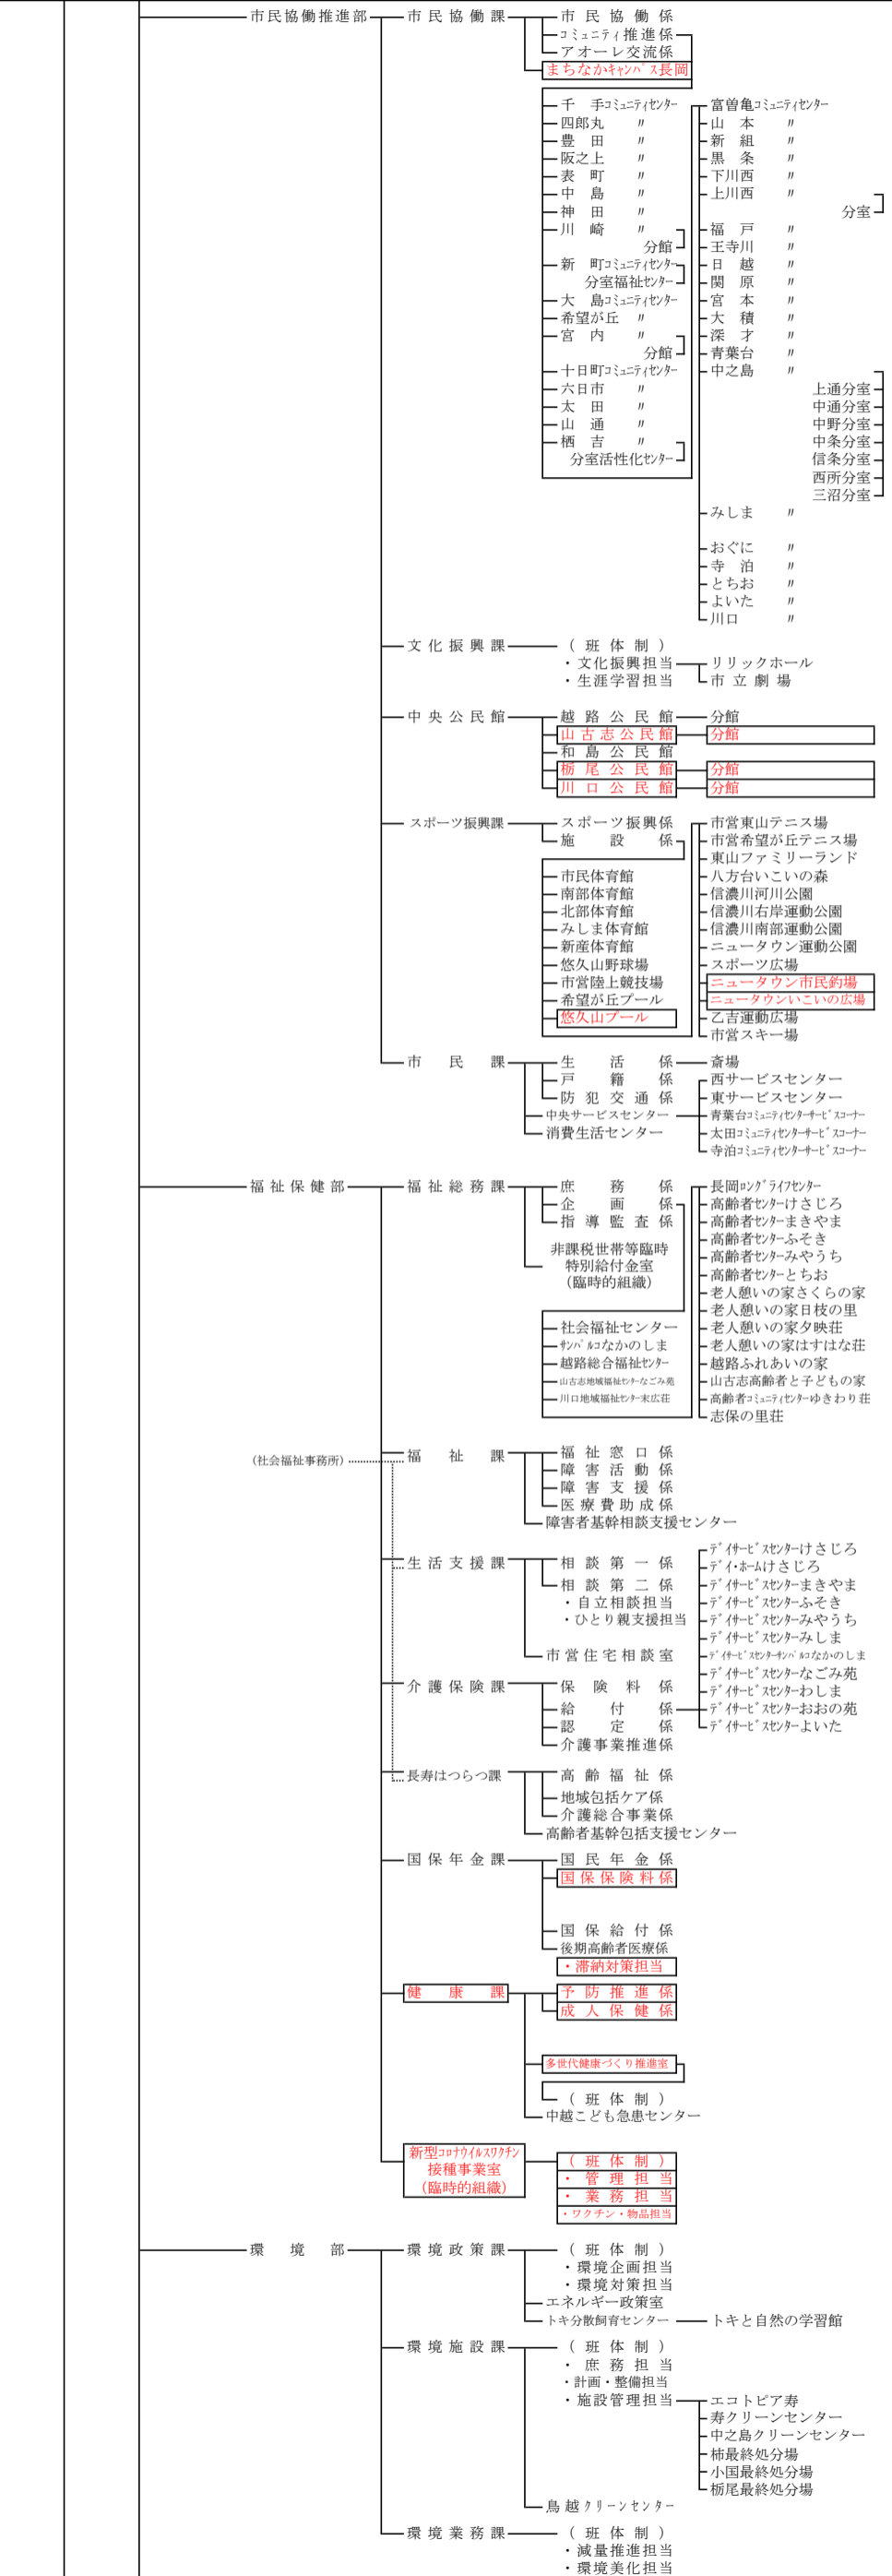 市民協働推進部 市民協働課 市民協働係
コミュニティ推進係
アオーレ交流係
まちなかキャンパス長岡
千手コミュニティセンター 富曽亀コミュニティセンター
四郎丸 〃 山本 〃
豊田 〃 新組 〃
阪之上 〃 黒条 〃
表町 〃 下川西 〃
中島 〃 上川西 〃
神田 〃 分室
川崎 〃 福戸 〃
分館 王寺川 〃
新町コミュニティセンター 日越 〃
分室福祉センター 関原 〃
大島コミュニティセンター 宮本 〃
希望が丘 〃 大積 〃
宮内 〃 深才 〃
分館 青葉台 〃
十日町コミュニティセンター 中之島 〃
六日市 〃 上通分室
太田 〃 中通分室
山通 〃 中野分室
栖吉 〃 中条分室
分室活性化センター 信条分室
西所分室
三沼分室
みしま 〃
おぐに 〃
寺泊 〃
とちお 〃
よいた 〃
川口 〃
文化振興課 (班体制)
・文化振興担当 リリックホール
・生涯学習担当 市立劇場
中央公民館 越路公民館 分館
山古志公民館 分館
和島公民館
栃尾公民館 分館
川口公民館 分館
スポーツ振興課 スポーツ振興係 市営東山テニス場
施設係 市営希望が丘テニス場
東山ファミリーランド
市民体育館 八方台いこいの森
南部体育館 信濃川河川公園
北部体育館 信濃川右岸運動公園
みしま体育館 信濃川南部運動公園
新産体育館 ニュータウン運動公園
悠久山野球場 スポーツ広場
市営陸上競技場 ニュータウン市民釣場
希望が丘プール ニュータウンいこいの広場
悠久山プール 乙吉運動広場
市営スキー場
市民課 生活係 斎場
戸籍係 西サービスセンター
防犯交通係 東サービスセンター
中央サービスセンター 青葉台コミュニティセンターサービスコーナー
消費生活センター 太田コミュニティセンターサービスコーナー
寺泊コミュニティセンターサービスコーナー
福祉保健部 福祉総務課 庶務係 長岡ロングライフセンター
企画係 高齢者センターけさじろ
指導監査係 高齢者センターまきやま
高齢者センターふそき
非課税世帯等臨時 高齢者センターみやうち
特別給付金室 高齢者センターとちお
(臨時的組織) 老人憩いの家さくらの家
老人憩いの家日枝の里
社会福祉センター 老人憩いの家夕映荘
サンパルコなかのしま 老人憩いの家はすはな荘
越路総合福祉センター 越路ふれあいの家
山古志地域福祉センターなごみ苑 山古志高齢者と子どもの家
川口地域福祉センター末広荘 高齢者コミュニティセンターゆきわり荘
志保の里荘
(社会福祉事務所) 福祉課 福祉窓口係
障害活動係
障害支援係
医療費助成係
障害者基幹相談支援センター
デイサービスセンターけさじろ
生活支援課 相談第一係 デイ・ホームけさじろ
相談第二係 デイサービスセンターまきやま
・自立相談担当 デイサービスセンターふそき
・ひとり親支援担当 デイサービスセンターみやうち
デイサービスセンターみしま
市営住宅相談室 デイサービスセンターサンパルコなかのしま
デイサービスセンターなごみ苑
介護保険課 保険料係 デイサービスセンターわしま
給付係 デイサービスセンターおおの苑
認定係 デイサービスセンターよいた
介護事業推進係
長寿はつらつ課 高齢福祉係
地域包括ケア係
介護総合事業係
高齢者基幹包括支援センター
国保年金課 国民年金係
国保保険料係
国保給付係
後期高齢者医療係
・滞納対策担当
健康課 予防推進係
成人保健係
多世代健康づくり推進室
(班体制)
中越こども急患センター
新型コロナウイルスワクチン
接種事業室 (班体制)
(臨時的組織) ・管理担当
・業務担当
・ワクチン・物品担当
環境部 環境政策課 (班体制)
・環境企画担当
・環境対策担当
エネルギー政策室
トキ分散飼育センター トキと自然の学習館
環境施設課 (班体制)
・庶務担当
・計画・整備担当
・施設管理担当 エコトピア寿
寿クリーンセンター
中之島クリーンセンター
柿最終処分場
小国最終処分場
栃尾最終処分場
鳥越クリーンセンター
環境業務課 (班体制)
・減量推進担当
・環境美化担当